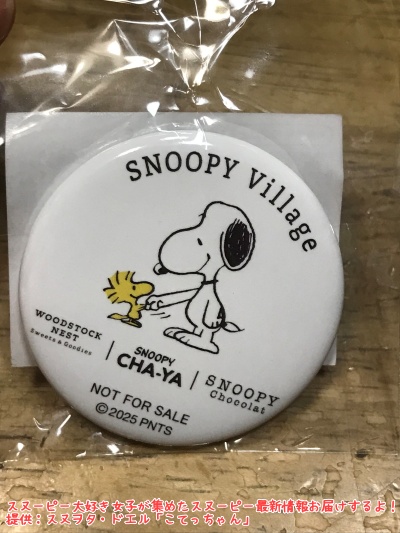 SNOOPY Village
WOODSTOCK
NEST
Sweets & Goodies
SNOOPY
CHA-YA
SNOOPY
Chocolat
NOT FOR SALE
©2025 PNTS
スヌーピー大好き女子が集めたスヌーピー最新情報お届けするよ!
提供:スヌヲタ・ドエル「こてっちゃん」